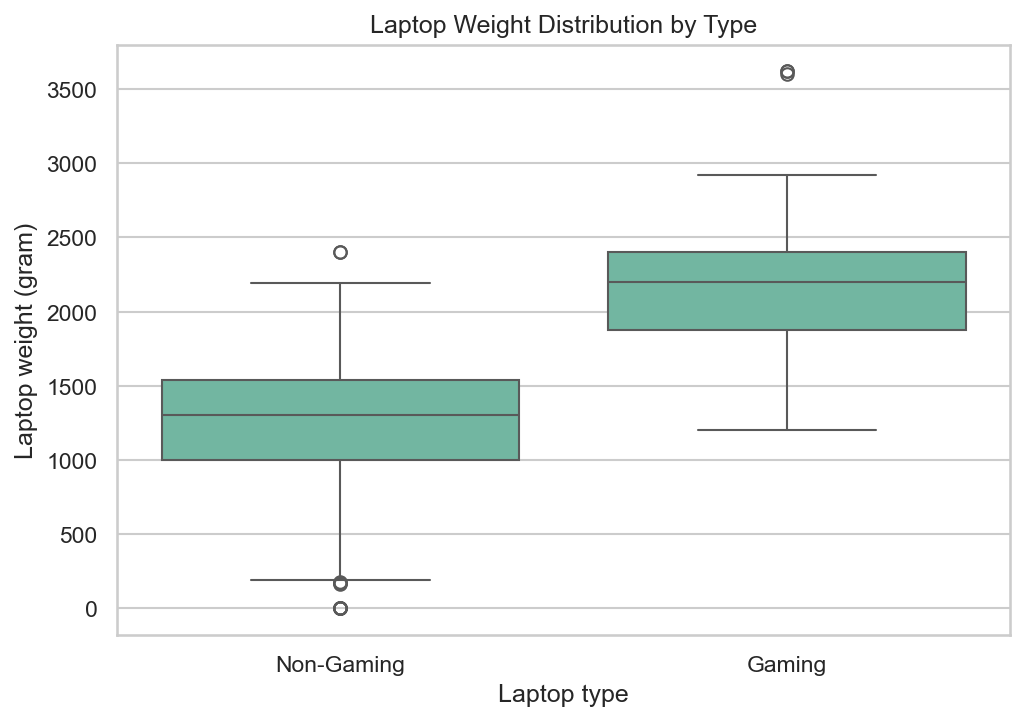 Laptop Weight Distribution by Type
Laptop weight (gram)
3500
3000
2500
2000
1500
1000
500
0
Non-Gaming Gaming
Laptop type